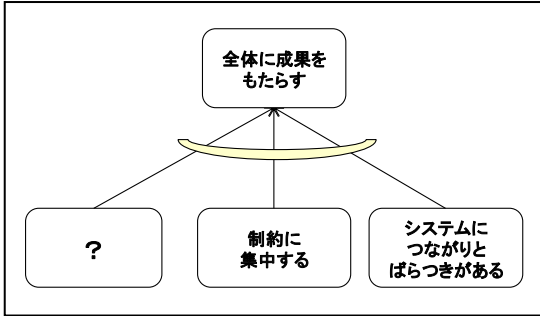 全体に成果を
もたらす
？
制約に
集中する
システムに
つながりと
ばらつきがある